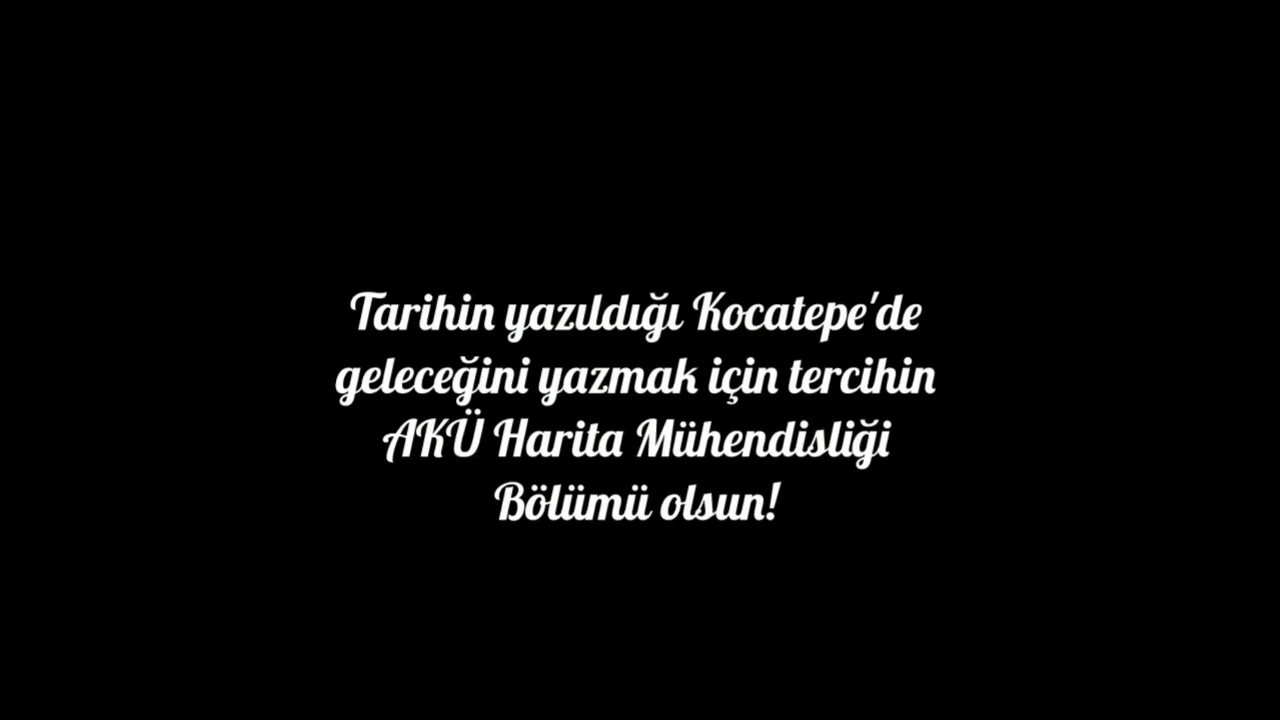 Tarihin yazıldığı Kocatepe'de
geleceğini yazmak için tercihin
AKÜ Harita Mühendisliği
Bölümü olsun!